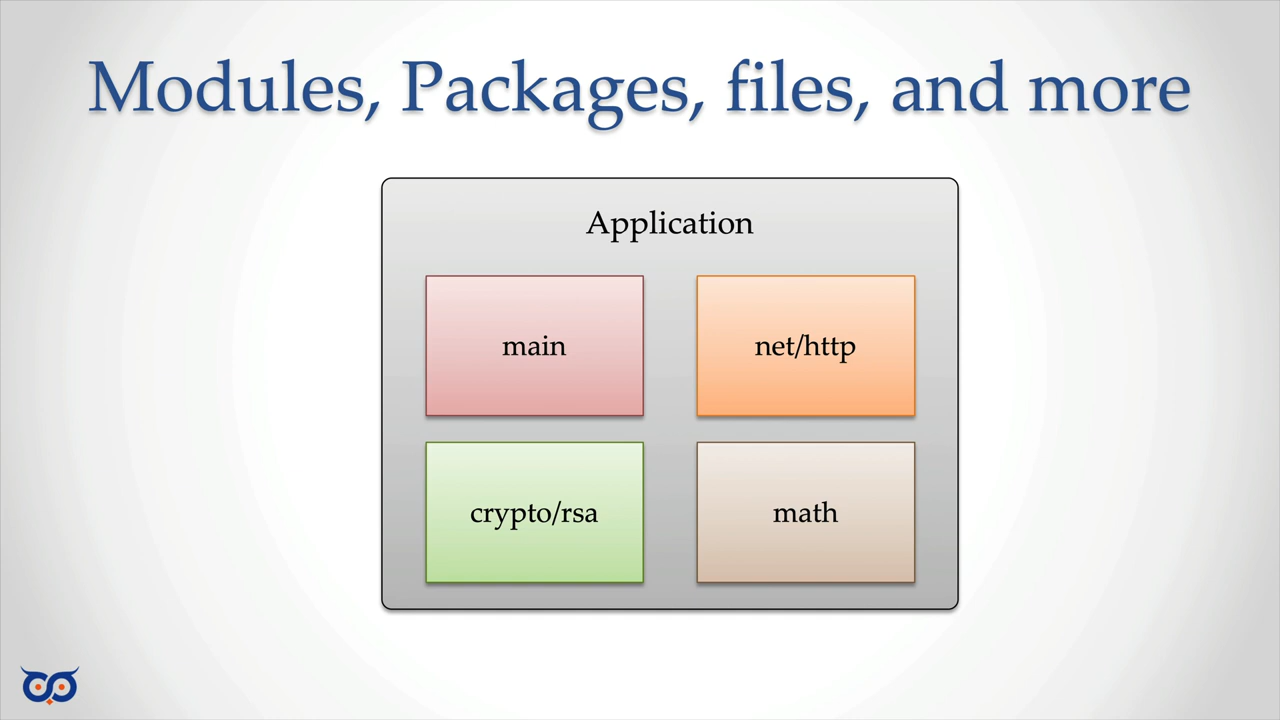 Modules, Packages, files, and more
Application
main
net/http
crypto/rsa
math